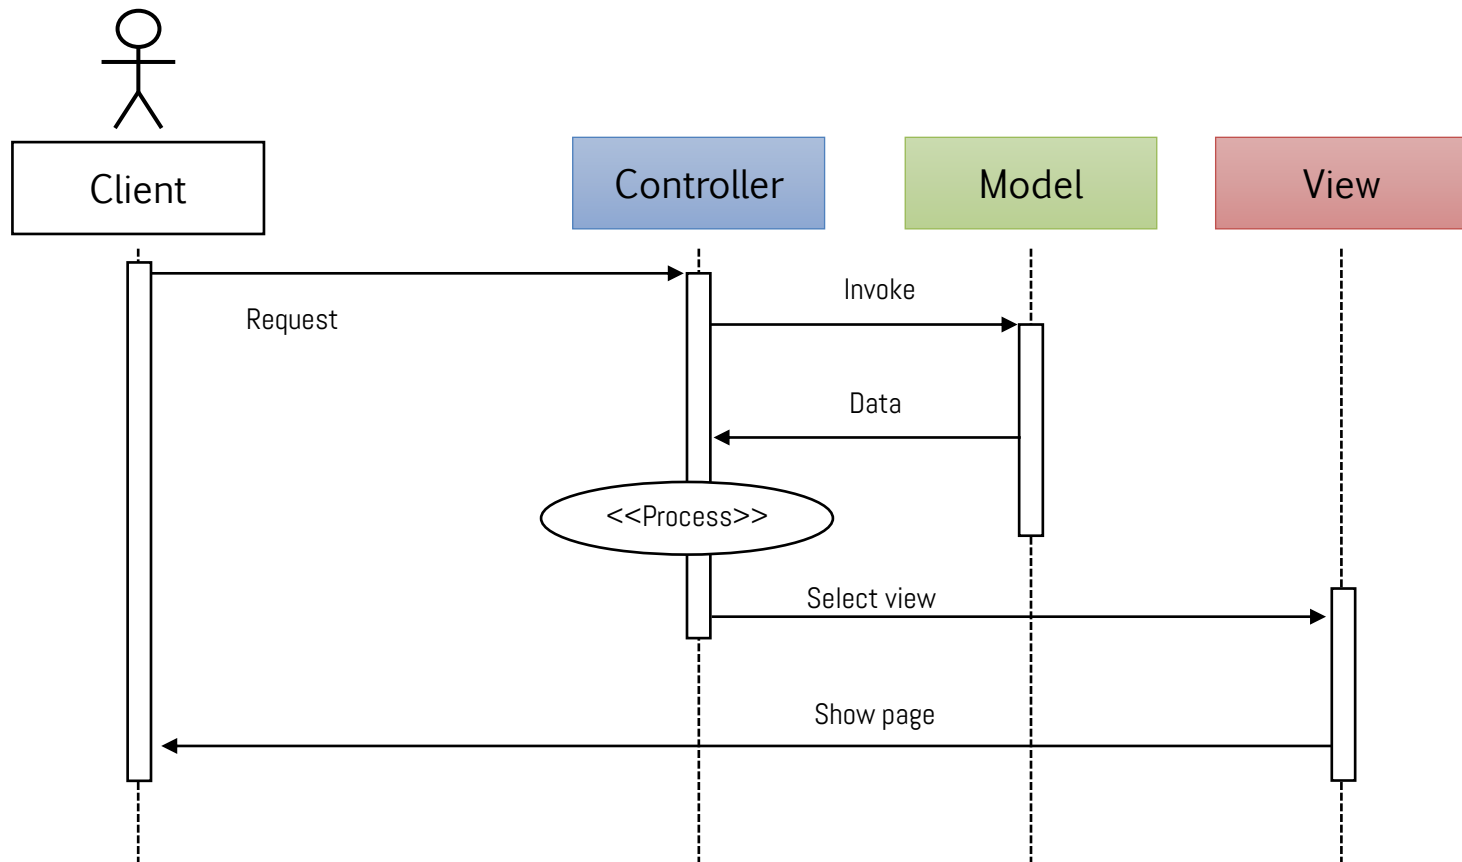 Client
Controller
Model
View
Request
Invoke
Data
<<Process>>
Select view
Show page